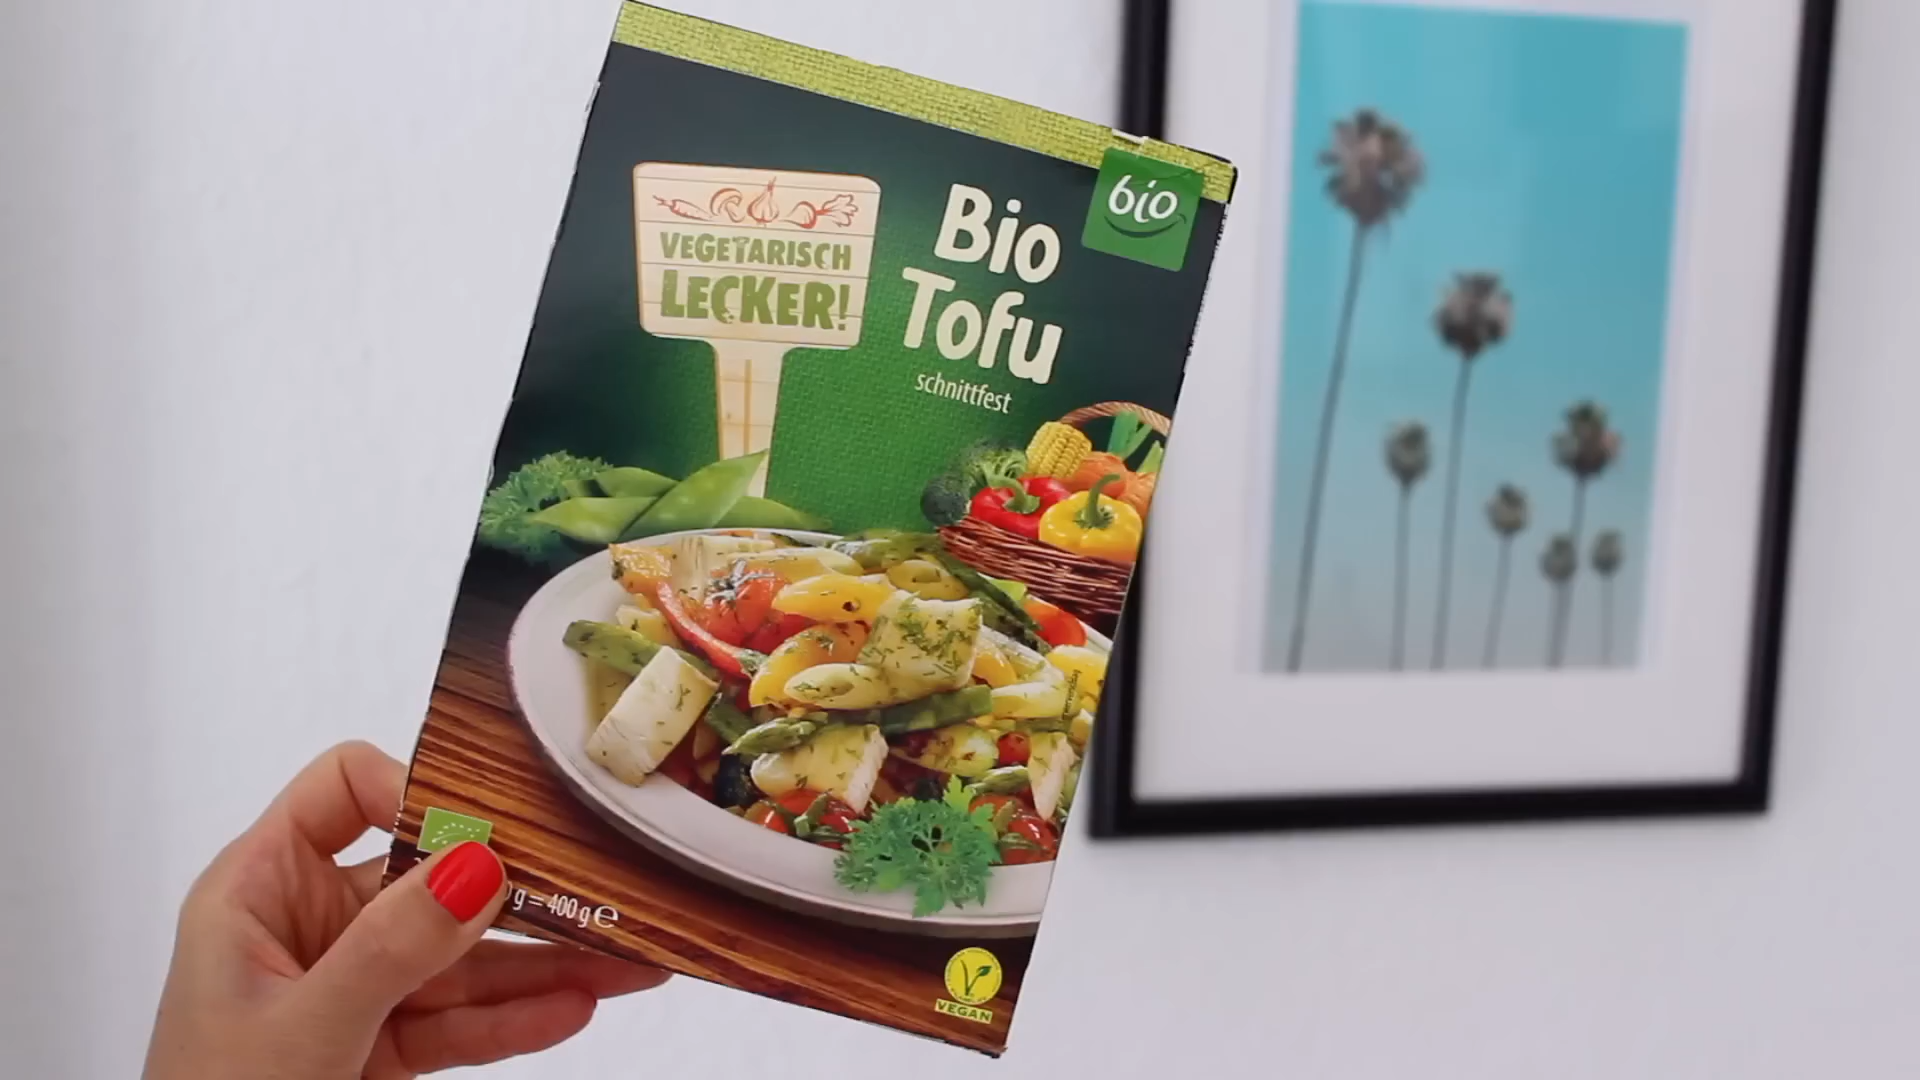 VEGETARISCH
LECKER!
Bio
Tofu
schnittfest
bio
g = 400 g ℮
VEGAN